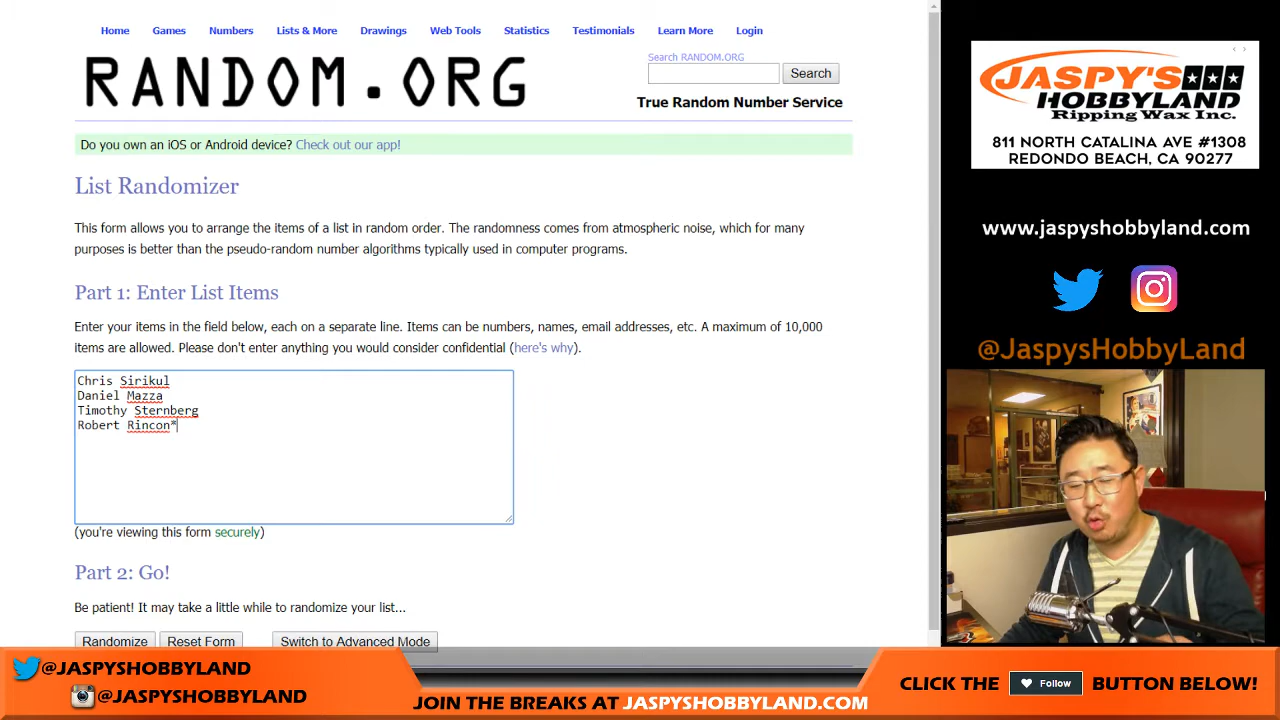 Home Games Numbers Lists & More Drawings Web Tools Statistics Testimonials Learn More Login
RANDOM.ORG
Search RANDOM.ORG
Search
True Random Number Service
Do you own an iOS or Android device? Check out our app!
List Randomizer
This form allows you to arrange the items of a list in random order. The randomness comes from atmospheric noise, which for many
purposes is better than the pseudo-random number algorithms typically used in computer programs.
Part 1: Enter List Items
Enter your items in the field below, each on a separate line. Items can be numbers, names, email addresses, etc. A maximum of 10,000
items are allowed. Please don't enter anything you would consider confidential (here's why).
Chris Sirikul
Daniel Mazza
Timothy Sternberg
Robert Rincon*
(you're viewing this form securely)
Part 2: Go!
Be patient! It may take a little while to randomize your list...
Randomize Reset Form Switch to Advanced Mode
JASPY'S
HOBBYLAND
Ripping Wax Inc.
811 NORTH CATALINA AVE #1308
REDONDO BEACH, CA 90277
www.jaspyshobbyland.com
@JaspysHobbyLand
@JASPYSHOBBYLAND
@JASPYSHOBBYLAND
JOIN THE BREAKS AT JASPYSHOBBYLAND.COM
CLICK THE Follow BUTTON BELOW!